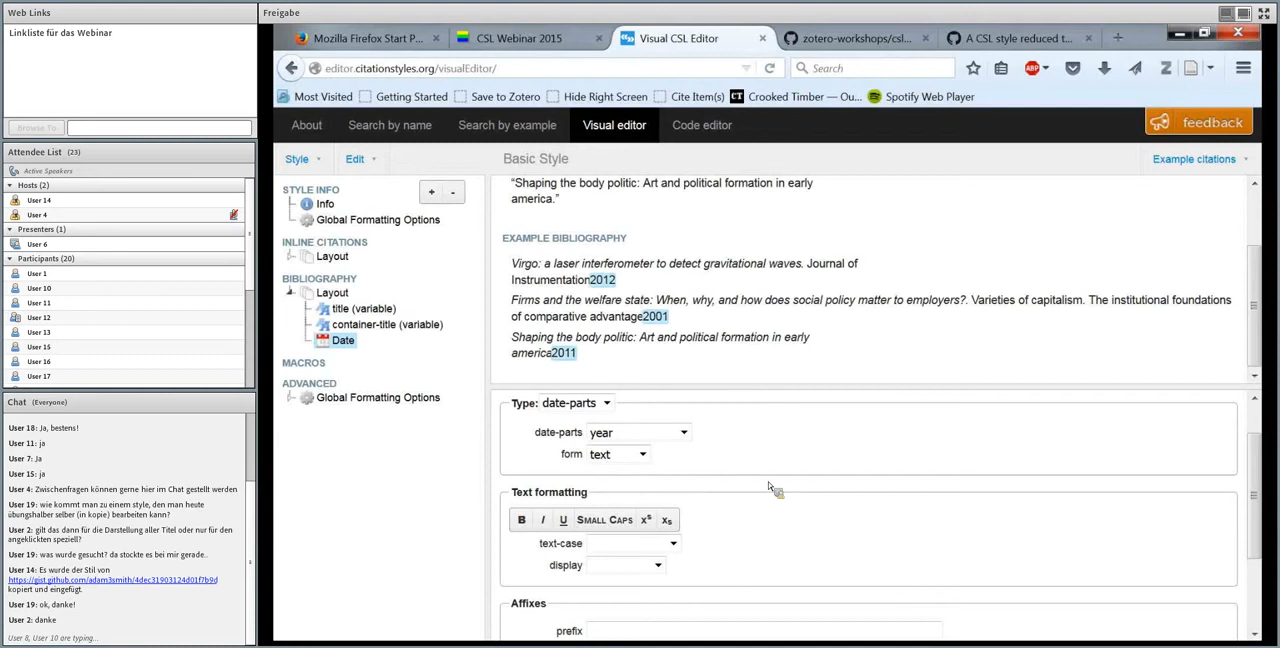 Web Links
Linkliste für das Webinar
Browse To
Attendee List (23)
Active Speakers
Hosts (2)
User 14
User 4
Presenters (1)
User 6
Participants (20)
User 1
User 10
User 11
User 12
User 13
User 15
User 16
User 17
Chat (Everyone)
User 18: Ja, bestens!
User 11: ja
User 7: Ja
User 15: ja
User 4: Zwischenfragen können gerne hier im Chat gestellt werden
User 19: wie kommt man zu einem style, den man heute
übungshalber selber (in kopie) bearbeiten kann?
User 2: gilt das dann für die Darstellung aller Titel oder nur für den
angeklickten speziell?
User 19: was wurde gesucht? da stockte es bei mir gerade..
User 14: Es wurde der Stil von
https://gist.github.com/adam3smith/4dec31903124d01f7b9d
kopiert und eingefügt.
User 19: ok, danke!
User 2: danke
User 8, User 10 are typing...
Freigabe
Mozilla Firefox Start P...
CSL Webinar 2015
Visual CSL Editor
zotero-workshops/csl...
A CSL style reduced t...
editor.citationstyles.org/visualEditor/
Search
ABP
Most Visited
Getting Started
Save to Zotero
Hide Right Screen
Cite Item(s)
CT Crooked Timber — Ou...
Spotify Web Player
About
Search by name
Search by example
Visual editor
Code editor
feedback
Style
Edit
Basic Style
Example citations
STYLE INFO
+ -
Info
Global Formatting Options
INLINE CITATIONS
Layout
BIBLIOGRAPHY
Layout
title (variable)
container-title (variable)
Date
MACROS
ADVANCED
Global Formatting Options
“Shaping the body politic: Art and political formation in early
america.”
EXAMPLE BIBLIOGRAPHY
Virgo: a laser interferometer to detect gravitational waves. Journal of
Instrumentation2012
Firms and the welfare state: When, why, and how does social policy matter to employers?. Varieties of capitalism. The institutional foundations
of comparative advantage2001
Shaping the body politic: Art and political formation in early
america2011
Type: date-parts
date-parts year
form text
Text formatting
B I U SMALL CAPS xs xs
text-case
display
Affixes
prefix